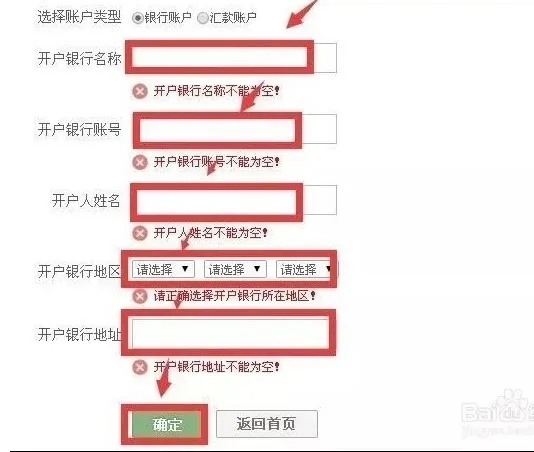 选择账户类型 银行账户 汇款账户
开户银行名称
开户银行名称不能为空!
开户银行账号
开户银行账号不能为空!
开户人姓名
开户人姓名不能为空!
开户银行地区 请选择 请选择 请选择
请正确选择开户银行所在地区!
开户银行地址
开户银行地址不能为空!
确定 返回首页